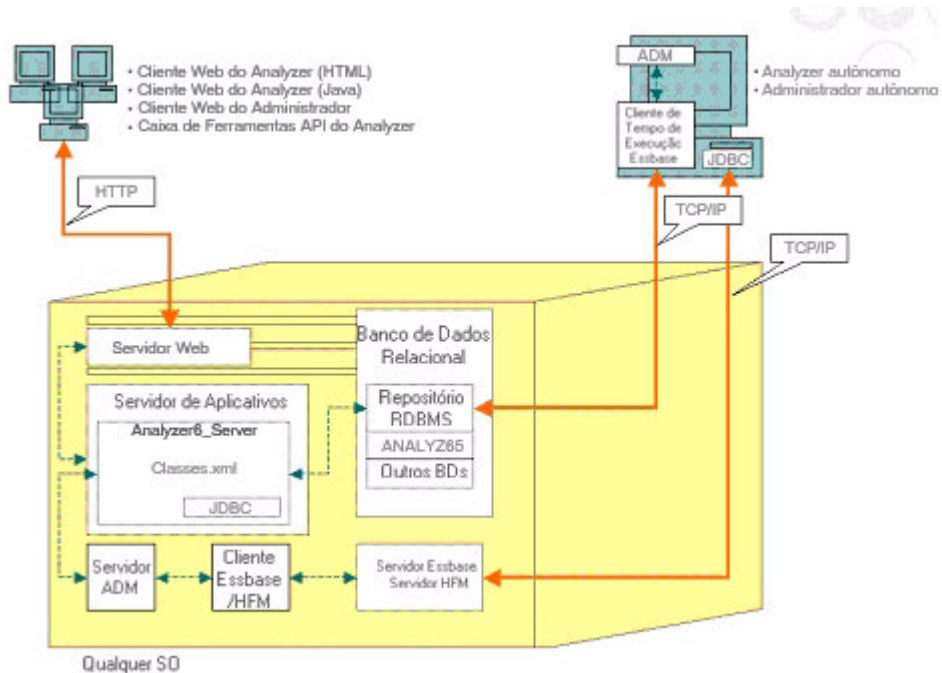 • Cliente Web do Analyzer (HTML)
• Cliente Web do Analyzer (Java)
• Cliente Web do Administrador
• Caixa de Ferramentas API do Analyzer
ADM
Cliente de
Tempo de
Execução
Essbase
JDBC
• Analyzer autônomo
• Administrador autônomo
HTTP
TCP/IP
TCP/IP
Servidor Web
Banco de Dados
Relacional
Servidor de Aplicativos
Analyzer6_Server
Classes.xml
JDBC
Repositório
RDBMS
ANALYZ65
Outros BDs
Servidor
ADM
Cliente
Essbase
/HFM
Servidor Essbase
Servidor HFM
Qualquer SO